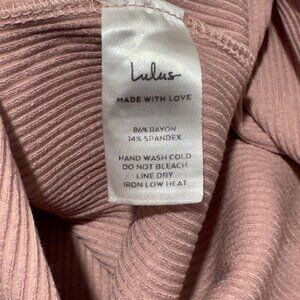 Lulus
MADE WITH LOVE
86% RAYON
14% SPANDEX
HAND WASH COLD
DO NOT BLEACH
LINE DRY
IRON LOW HEAT